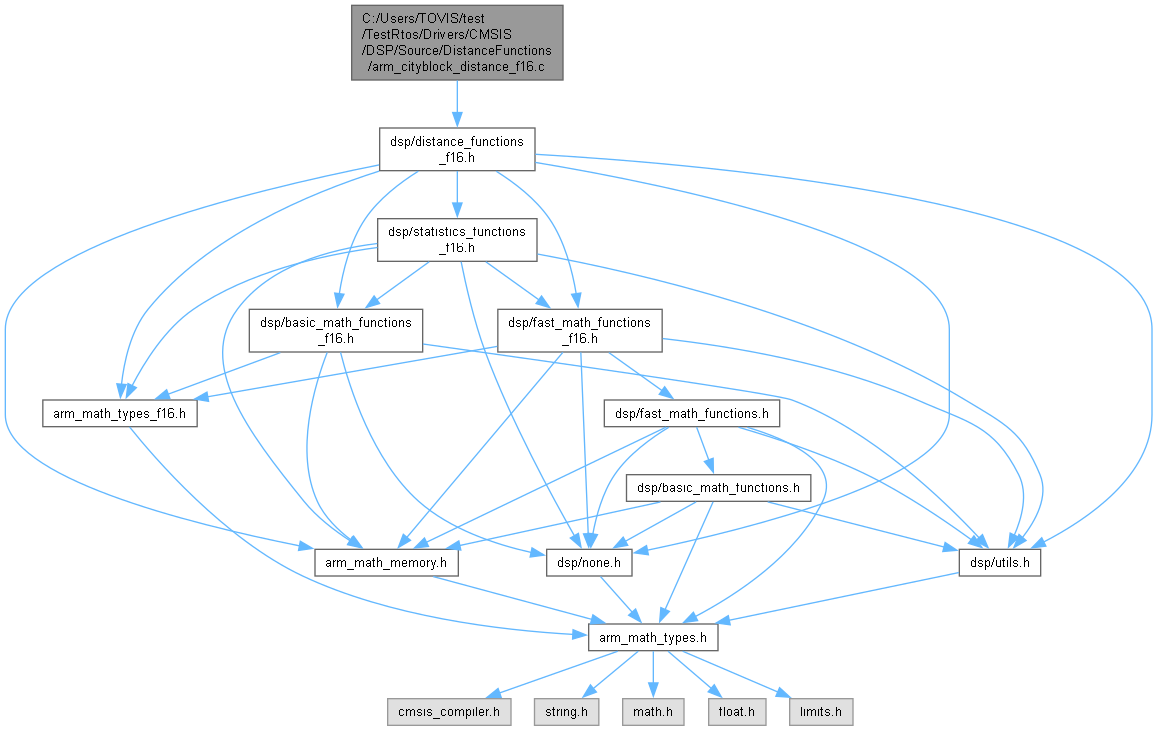 C:/Users/TOVIS/test
/TestRtos/Drivers/CMSIS
/DSP/Source/DistanceFunctions
/arm_cityblock_distance_f16.c
dsp/distance_functions
_f16.h
dsp/statistics_functions
_f16.h
dsp/basic_math_functions
_f16.h
dsp/fast_math_functions
_f16.h
arm_math_types_f16.h
dsp/fast_math_functions.h
dsp/basic_math_functions.h
arm_math_memory.h
dsp/none.h
dsp/utils.h
arm_math_types.h
cmsis_compiler.h
string.h
math.h
float.h
limits.h